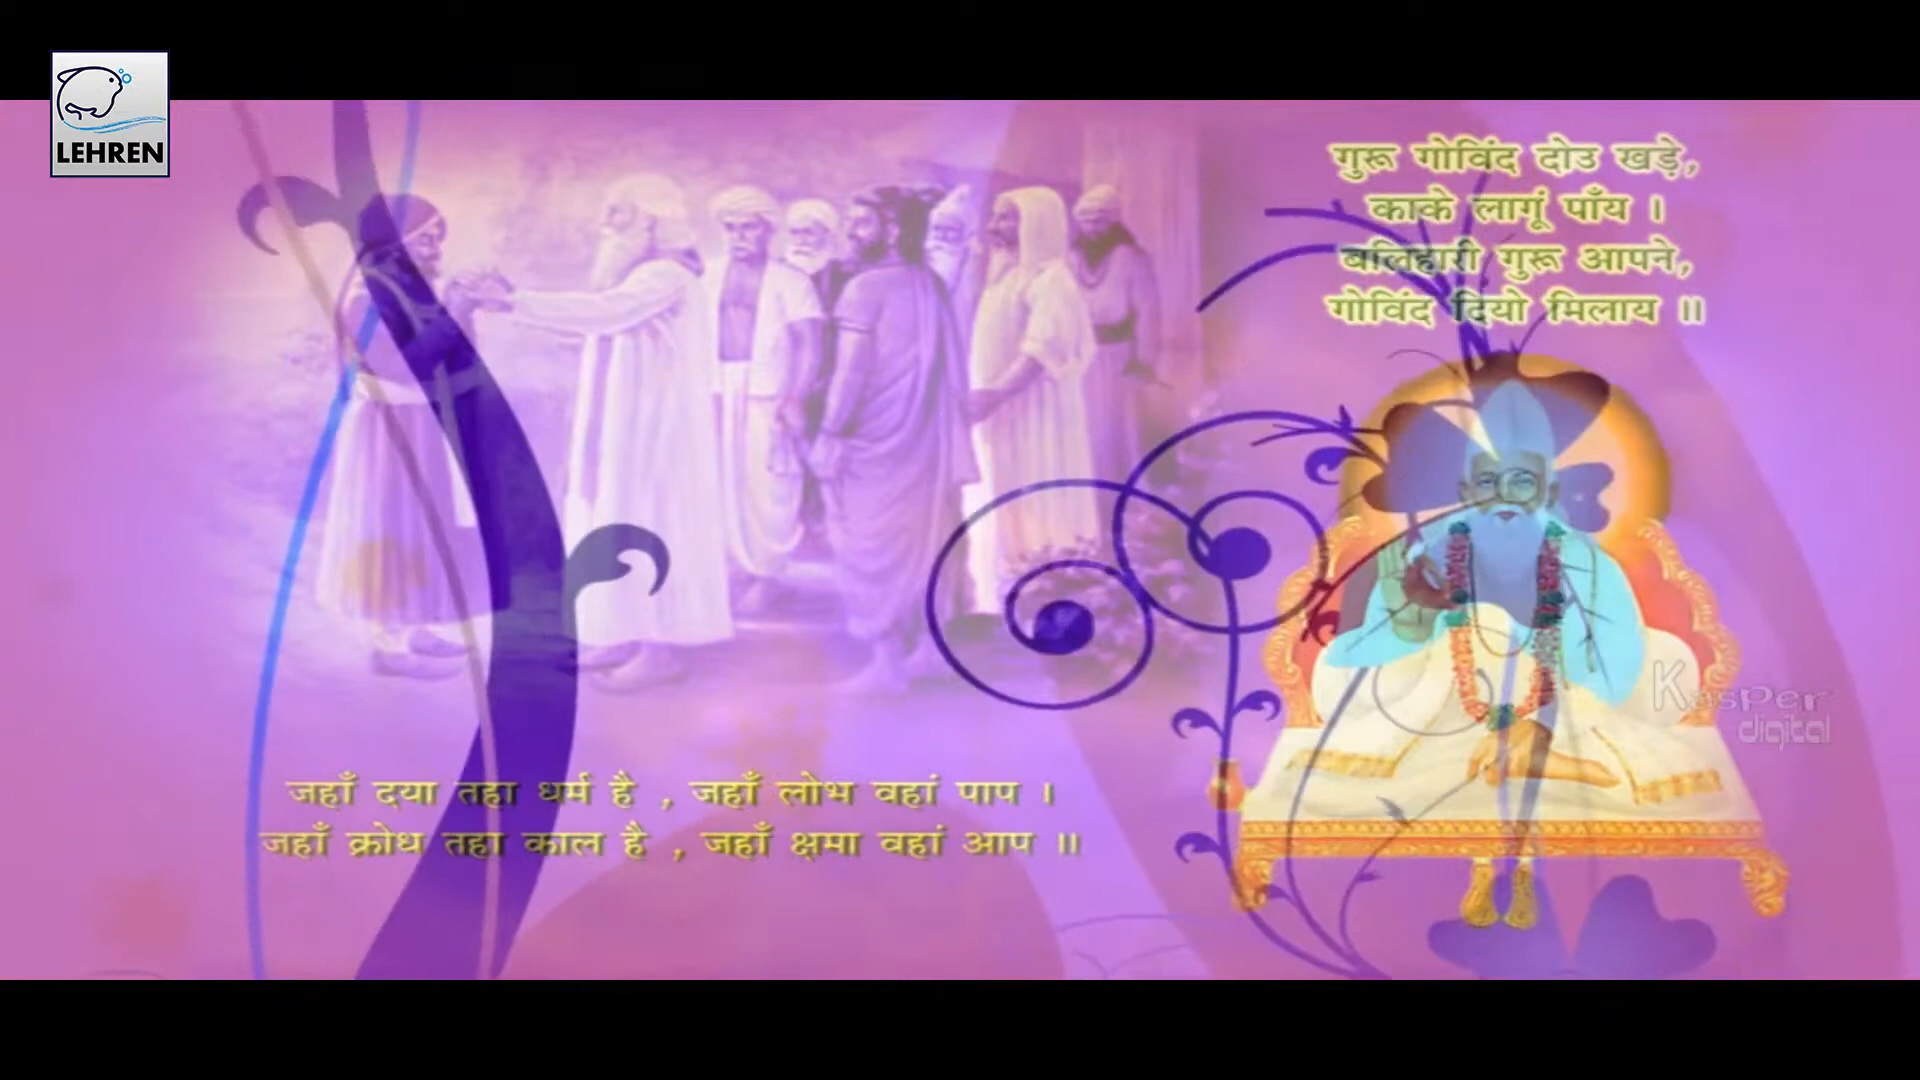 LEHREN
गुरू गोविंद दोउ खड़े,
काके लागूं पाँय ।
बलिहारी गुरू आपने,
गोविंद दियो मिलाय ॥
Kasper
digital
जहाँ दया तहा धर्म है , जहाँ लोभ वहां पाप ।
जहाँ क्रोध तहा काल है , जहाँ क्षमा वहां आप ॥